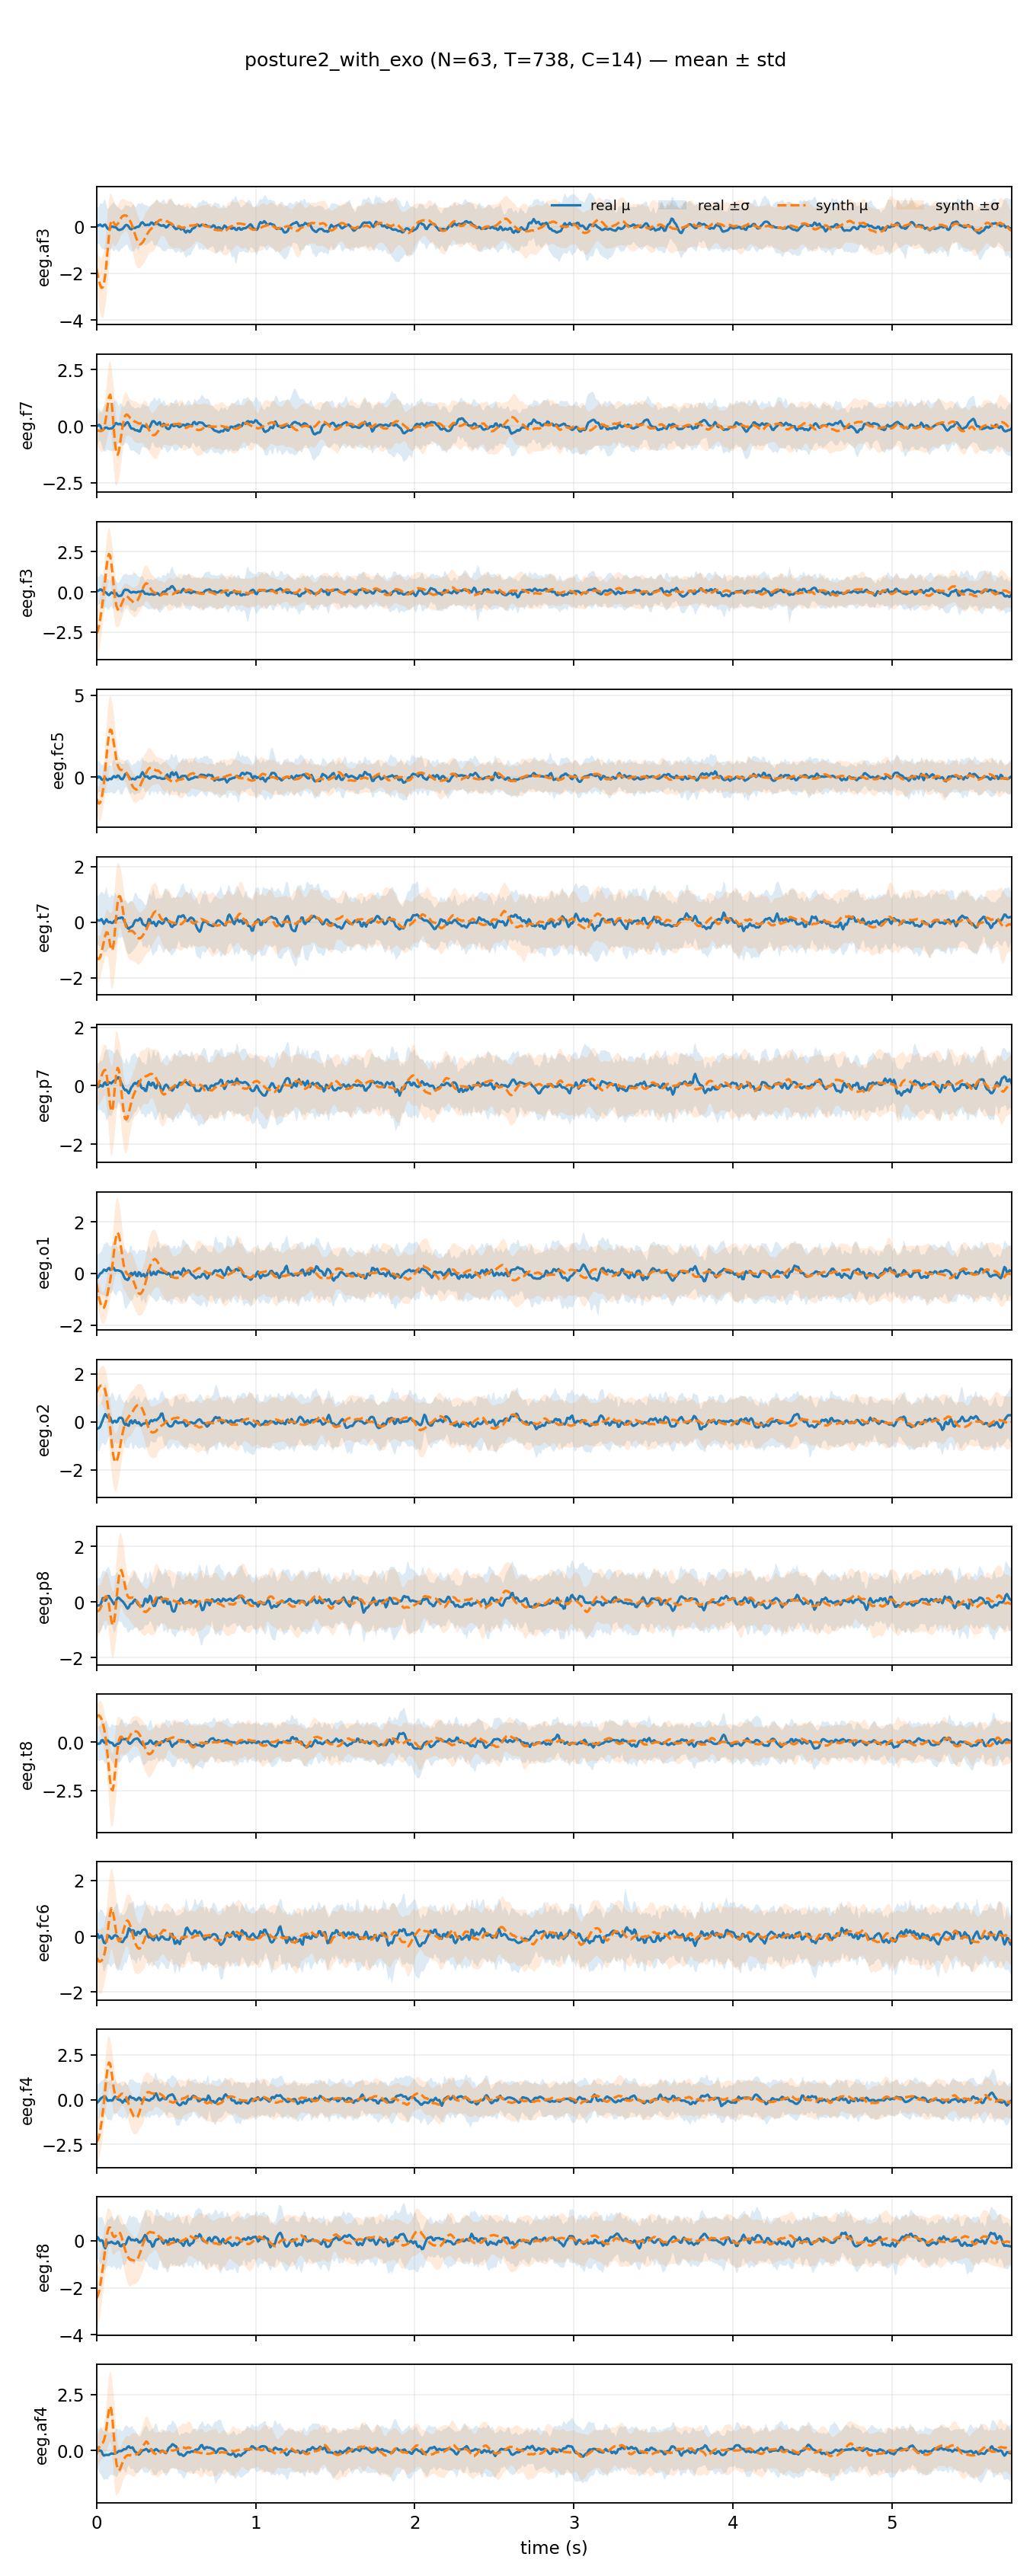 posture2_with_exo (N=63, T=738, C=14) — mean ± std
real μ real ±σ synth μ synth ±σ
eeg.af3
0
−2
−4
eeg.f7
2.5
0.0
−2.5
eeg.f3
2.5
0.0
−2.5
eeg.fc5
5
0
eeg.t7
2
0
−2
eeg.p7
2
0
−2
eeg.o1
2
0
−2
eeg.o2
2
0
−2
eeg.p8
2
0
−2
eeg.t8
0.0
−2.5
eeg.fc6
2
0
−2
eeg.f4
2.5
0.0
−2.5
eeg.f8
0
−2
−4
eeg.af4
2.5
0.0
0 1 2 3 4 5
time (s)